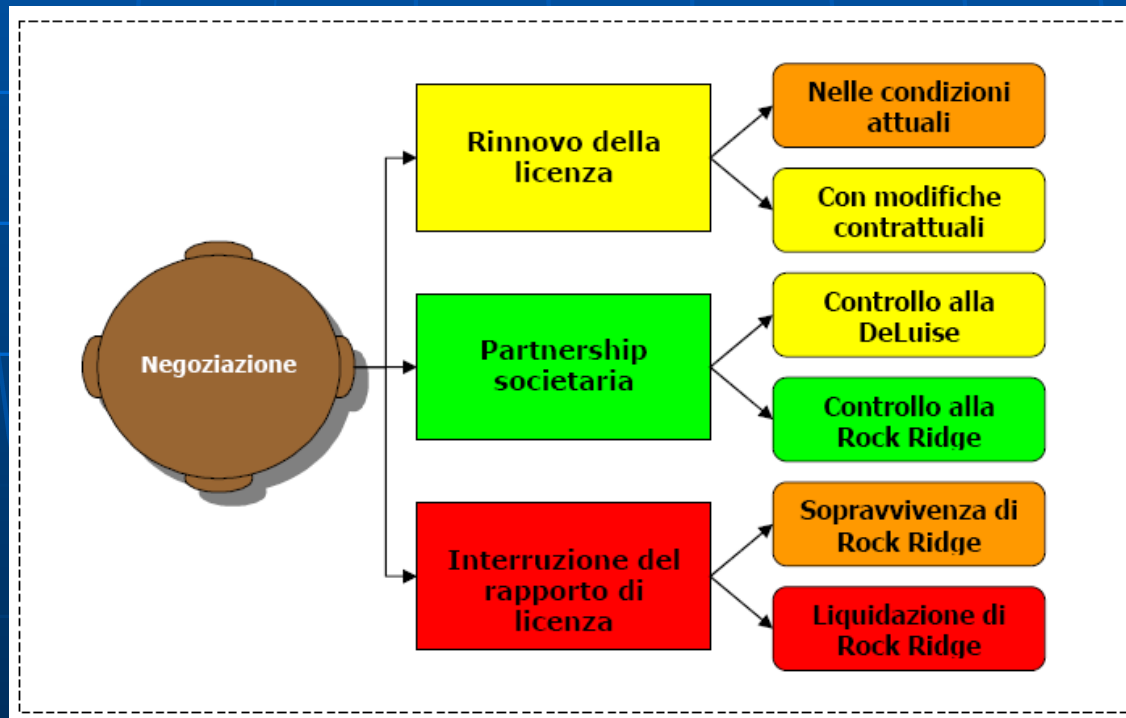 Negoziazione
Rinnovo della
licenza
Nelle condizioni
attuali
Con modifiche
contrattuali
Partnership
societaria
Controllo alla
DeLuise
Controllo alla
Rock Ridge
Interruzione del
rapporto di
licenza
Sopravvivenza di
Rock Ridge
Liquidazione di
Rock Ridge